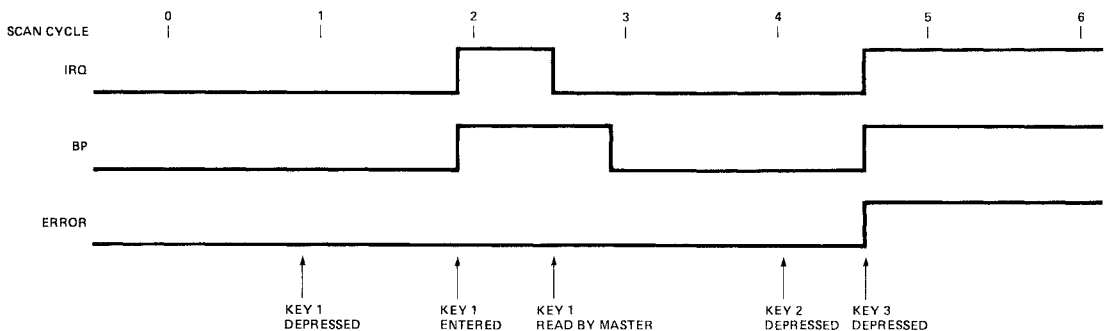 0 1 2 3 4 5 6
SCAN CYCLE
IRQ
BP
ERROR
KEY 1
DEPRESSED
KEY 1
ENTERED
KEY 1
READ BY MASTER
KEY 2
DEPRESSED
KEY 3
DEPRESSED